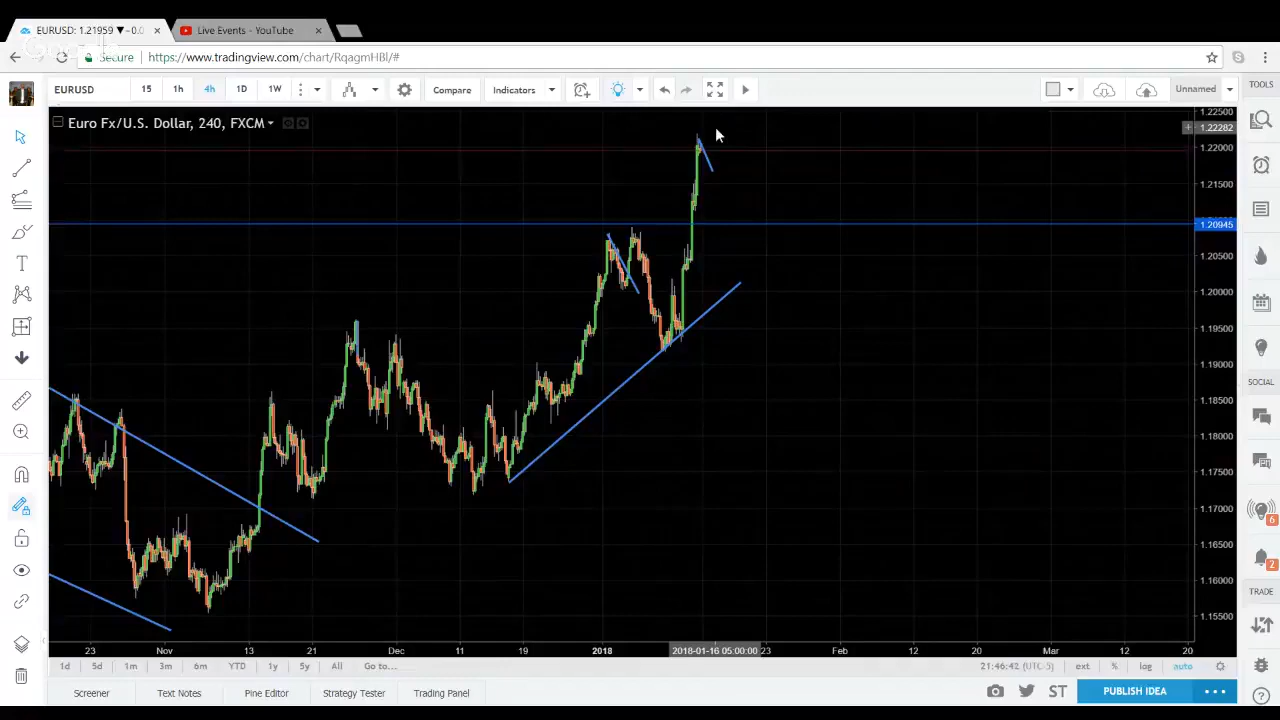 EURUSD: 1.21959 ▼ -0.0
Live Events - YouTube
Secure
https://www.tradingview.com/chart/RqagmHBl/#
EURUSD
15
1h
4h
1D
1W
Compare
Indicators
Unnamed
TOOLS
Euro Fx/U.S. Dollar, 240, FXCM
1.22500
1.22282
1.22000
1.21500
1.20945
1.20500
1.20000
1.19500
1.19000
1.18500
1.18000
1.17500
1.17000
1.16500
1.16000
1.15500
SOCIAL
6
2
TRADE
23 Nov 13 21 Dec 11 19 2018 2018-01-16 05:00:00 23 Feb 12 20 Mar 12 20
1d 5d 1m 3m 6m YTD 1y 5y All Go to...
21:46:42 (UTC-5) ext % log auto
Screener Text Notes Pine Editor Strategy Tester Trading Panel
ST PUBLISH IDEA